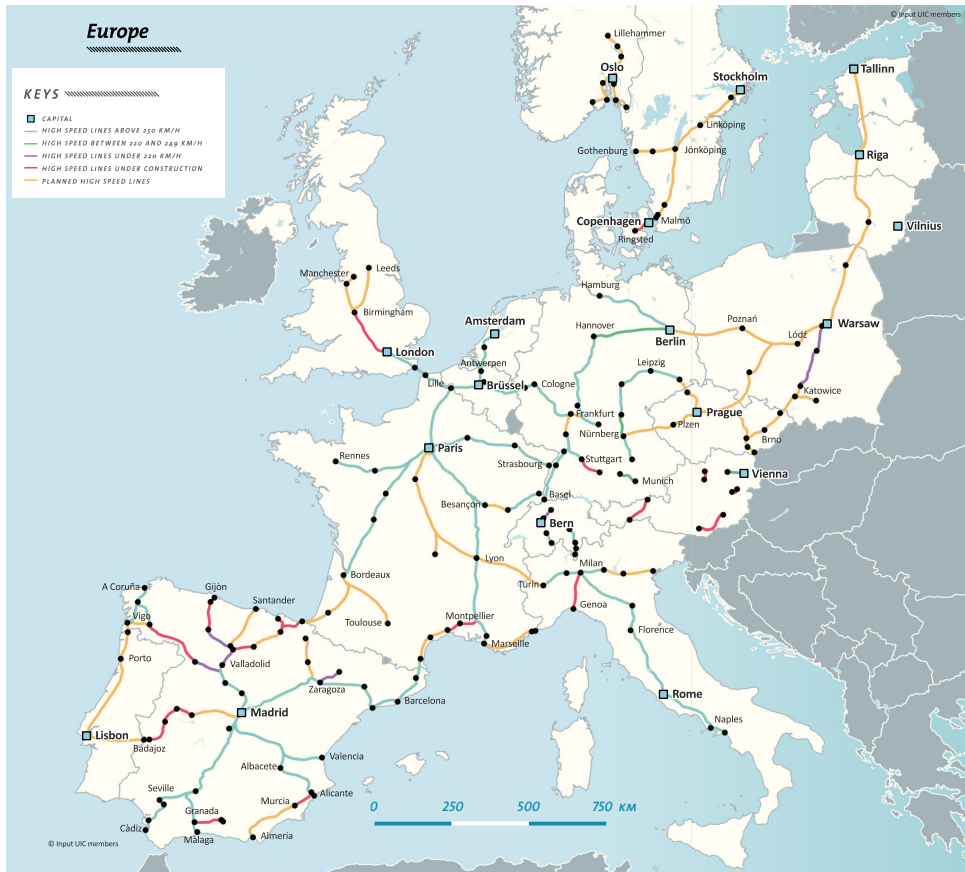 © input UIC members
Europe
KEYS
CAPITAL
HIGH SPEED LINES ABOVE 250 KM/H
HIGH SPEED BETWEEN 220 AND 249 KM/H
HIGH SPEED LINES UNDER 220 KM/H
HIGH SPEED LINES UNDER CONSTRUCTION
PLANNED HIGH SPEED LINES
Lillehammer
Oslo
Stockholm
Tallinn
Linköping
Gothenburg
Jönköping
Riga
Copenhagen
Malmö
Ringsted
Vilnius
Manchester
Leeds
Hamburg
Birmingham
Amsterdam
Hannover
Poznań
Warsaw
Berlin
Lódź
London
Antwerpen
Leipzig
Lille
Brüssel
Cologne
Katowice
Frankfurt
Prague
Plzen
Nürnberg
Brno
Paris
Rennes
Strasbourg
Stuttgart
Vienna
Munich
Besançon
Basel
Bern
Lyon
Milan
Bordeaux
Turin
A Coruña
Gijòn
Santander
Genoa
Vigo
Toulouse
Montpellier
Florence
Marseille
Porto
Valladolid
Zaragoza
Rome
Barcelona
Madrid
Naples
Lisbon
Badajoz
Valencia
Albacete
Seville
Alicante
Murcia
Granada
Càdiz
Màlaga
Almería
0 250 500 750 KM
© Input UIC members